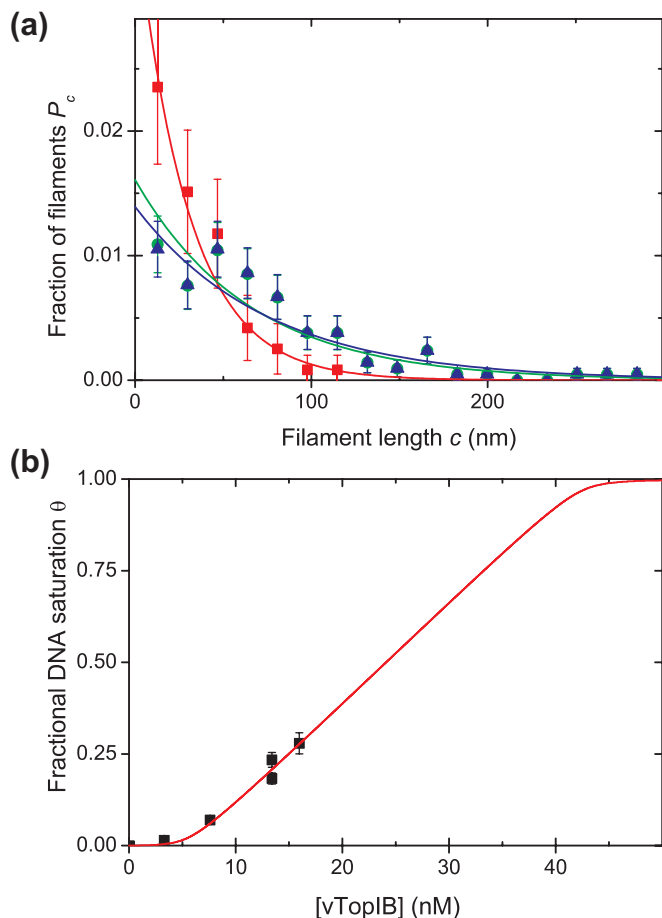 (a)
Fraction of filaments Pc
0.02
0.01
0.00
0
100
200
Filament length c (nm)
(b)
Fractional DNA saturation θ
1.00
0.75
0.50
0.25
0.00
0
10
20
30
40
[vTopIB] (nM)